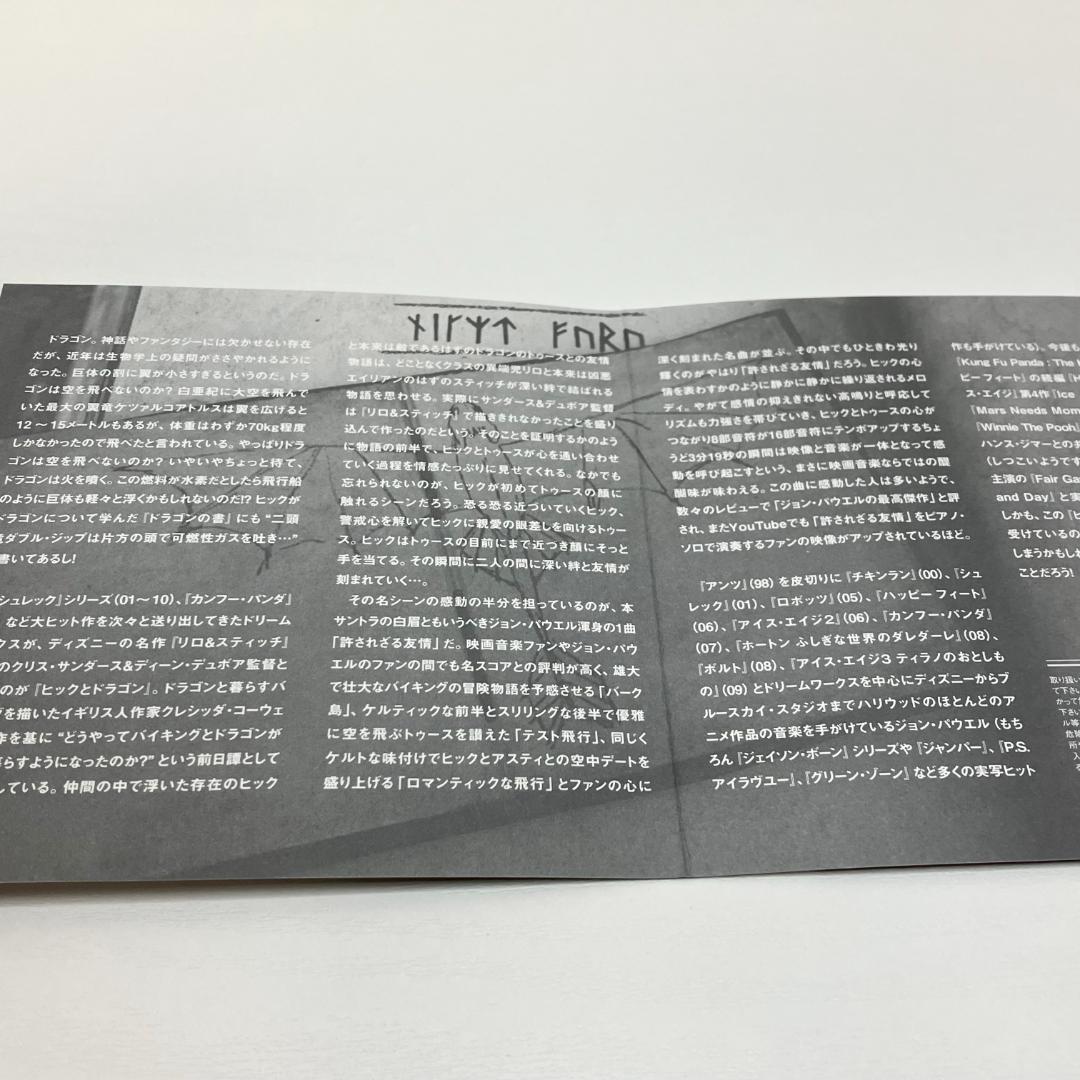 ᚾᛁᚴᛉᛏ ᚠᚢᚱᚢ
ドラゴン。神話やファンタジーには欠かせない存在
だが、近年は生物学上の疑問がささやかれるように
なった。巨体の割に翼が小さすぎるというのだ。ドラ
ゴンは空を飛べないのか? 白亜紀に大空を飛んで
いた最大の翼竜ケツァルコアトルスは翼を広げると
12〜15メートルもあるが、体重はわずか70kg程度
しかなかったので飛べたと言われている。やっぱりドラ
ゴンは空を飛べないのか? いやいやちょっと待て、
ドラゴンは火を噴く。この燃料が水素だとしたら飛行船
のように巨体も軽々と浮くかもしれないのだ!? ヒックが
ドラゴンについて学んだ『ドラゴンの書』にも“二頭
ダブル・ジップは片方の頭で可燃性ガスを吐き…”
書いてあるし!
シュレック』シリーズ(01〜10)、『カンフー・パンダ』
など大ヒット作を次々と送り出してきたドリーム
クスが、ディズニーの名作『リロ&スティッチ』
のクリス・サンダース&ディーン・デュボア監督と
のが『ヒックとドラゴン』。ドラゴンと暮らすバ
を描いたイギリス人作家クレシッダ・コーウェ
作を基に“どうやってバイキングとドラゴンが
らすようになったのか?”という前日譚として
している。仲間の中で浮いた存在のヒック
と本来は敵であるはずのドラゴンのトゥースとの友情
物語は、どことなくクラスの異端児リロと本来は凶悪
エイリアンのはずのスティッチが深い絆で結ばれる
物語を思わせる。実際にサンダース&デュボア監督
は『リロ&スティッチ』で描ききれなかったことを盛り
込んで作ったのだという。そのことを証明するかのよう
に物語の前半で、ヒックとトゥースが心を通い合わせ
ていく過程を情感たっぷりに見せてくれる。なかでも
忘れられないのが、ヒックが初めてトゥースの顔に
触れるシーンだろう。恐る恐る近づいていくヒック、
警戒心を解いてヒックに親愛の眼差しを向けるトゥー
ス。ヒックはトゥースの目前にまで近づき顔にそっと
手を当てる。その瞬間に二人の間に深い絆と友情が
刻まれていく…。
その名シーンの感動の半分を担っているのが、本
サントラの白眉ともいうべきジョン・パウエル渾身の1曲
「許されざる友情」だ。映画音楽ファンやジョン・パウ
エルのファンの間でも名スコアとの評判が高く、雄大
で壮大なバイキングの冒険物語を予感させる「バーク
島」、ケルティックな前半とスリリングな後半で優雅
に空を飛ぶトゥースを讃えた「テスト飛行」、同じく
ケルトな味付けでヒックとアスティとの空中デートを
盛り上げる「ロマンティックな飛行」とファンの心に
深く刻まれた名曲が並ぶ。その中でもひときわ光り
輝くのがやはり「許されざる友情」だろう。ヒックの心
情を表わすかのように静かに静かに繰り返されるメロ
ディ。やがて感情の抑えきれない高鳴りと呼応して
リズムも力強さを帯びていき、ヒックとトゥースの心が
つながり8部音符が16部音符にテンポアップするちょ
うど3分19秒の瞬間は映像と音楽が一体となって感
動を呼び起こすという、まさに映画音楽ならではの醍
醐味が味わえる。この曲に感動した人は多いようで、
数々のレビューで「ジョン・パウエルの最高傑作」と評
され、またYouTubeでも「許されざる友情」をピアノ・
ソロで演奏するファンの映像がアップされているほど。
『アンツ』(98)を皮切りに『チキンラン』(00)、『シュ
レック』(01)、『ロボッツ』(05)、『ハッピー フィート』
(06)、『アイス・エイジ2』(06)、『カンフー・パンダ』
(07)、『ホートン ふしぎな世界のダレダーレ』(08)、
『ボルト』(08)、『アイス・エイジ3 ティラノのおとしも
の』(09)とドリームワークスを中心にディズニーからブ
ルースカイ・スタジオまでハリウッドのほとんどのア
ニメ作品の音楽を手がけているジョン・パウエル(もち
ろん『ジェイソン・ボーン』シリーズや『ジャンパー』、『P.S.
アイラヴユー』、『グリーン・ゾーン』など多くの実写ヒット
作も手がけている)。今後も
『Kung Fu Panda : The
ピー フィート』の続編『H
ス・エイジ』第4作『Ice
『Mars Needs Mom
『Winnie The Pooh』
ハンス・ジマーとの
(しつこいようです
主演の『Fair Ga
and Day』と実
しかも、この『ヒ
受けているの
しまうかもしれ
ことだろう!
取り扱い
て下さい
かって
下さい
ル等
危険
所
入